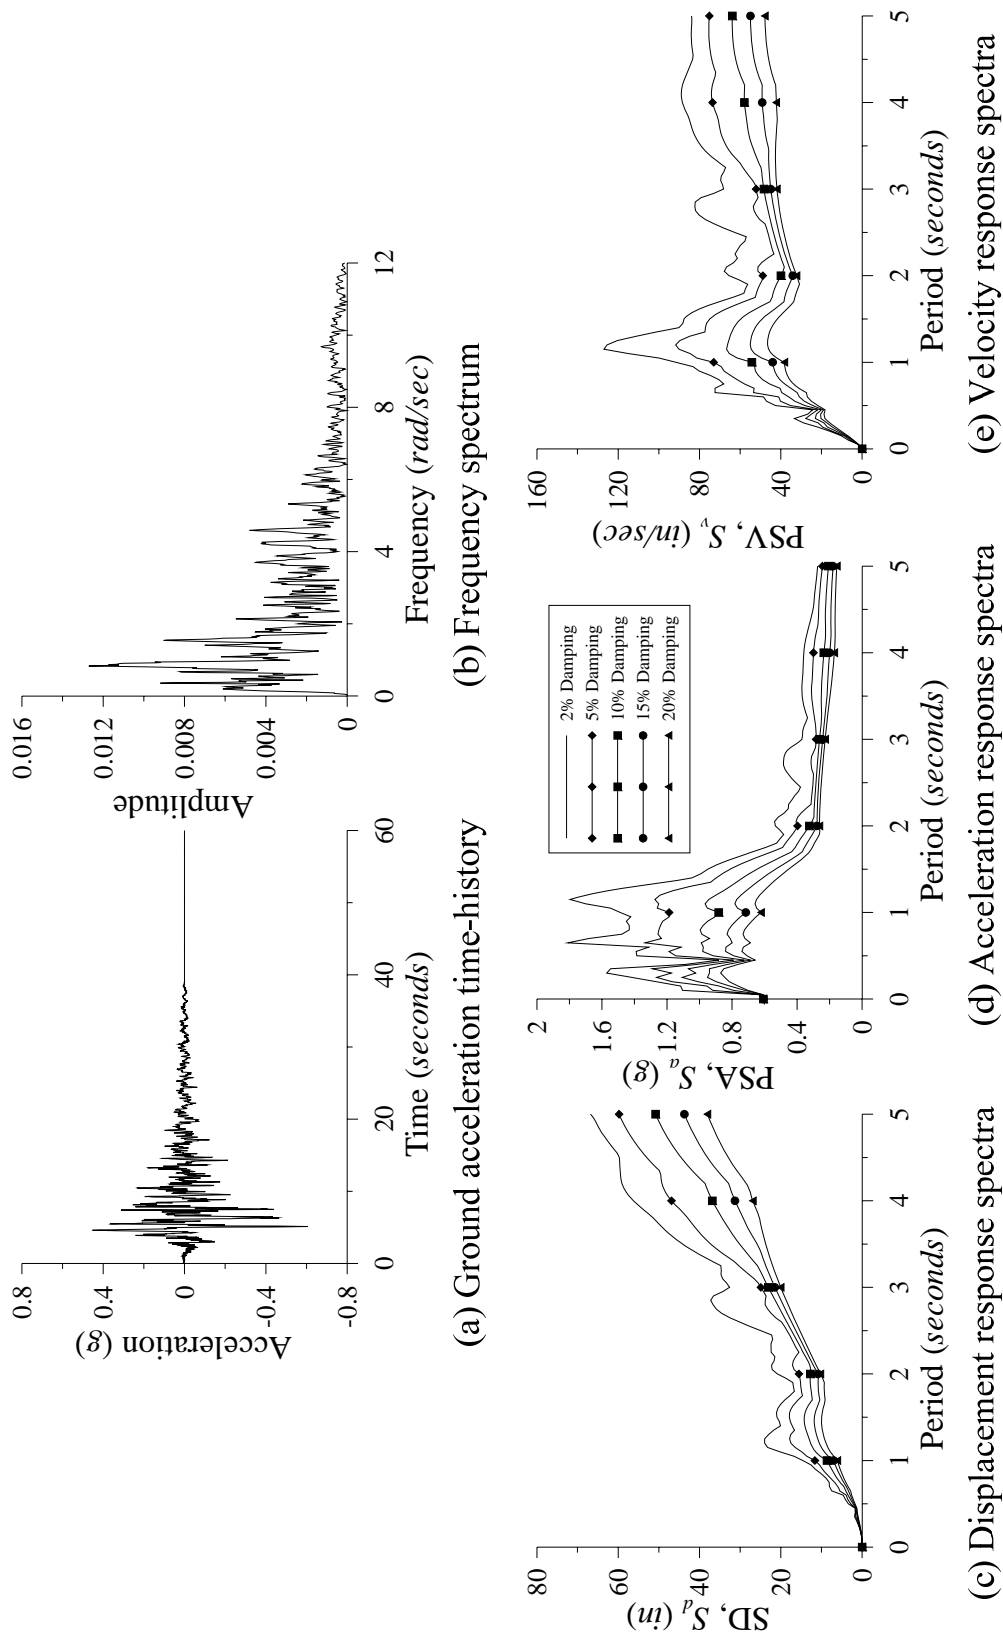 0.8
0.4
0
-0.4
-0.8
Acceleration (g)
0
20
40
60
Time (seconds)
(a) Ground acceleration time-history
0.016
0.012
0.008
0.004
0
Amplitude
0
4
8
12
Frequency (rad/sec)
(b) Frequency spectrum
80
60
40
20
0
SD, Sd (in)
0
1
2
3
4
5
Period (seconds)
(c) Displacement response spectra
2
1.6
1.2
0.8
0.4
0
PSA, Sa (g)
0
1
2
3
4
5
Period (seconds)
2% Damping
5% Damping
10% Damping
15% Damping
20% Damping
(d) Acceleration response spectra
160
120
80
40
0
PSV, Sv (in/sec)
0
1
2
3
4
5
Period (seconds)
(e) Velocity response spectra